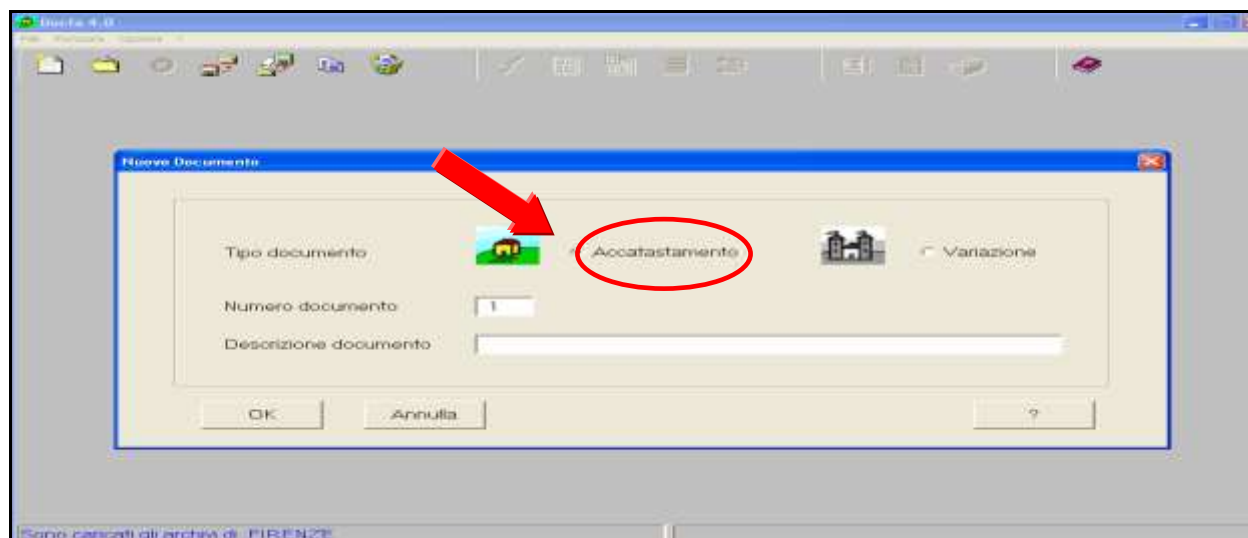 Docfa 4.0
Nuovo Documento
Tipo documento
Accatastamento
Variazione
Numero documento
1
Descrizione documento
OK
Annulla
?
Sono caricati gli archivi di FIRENZE